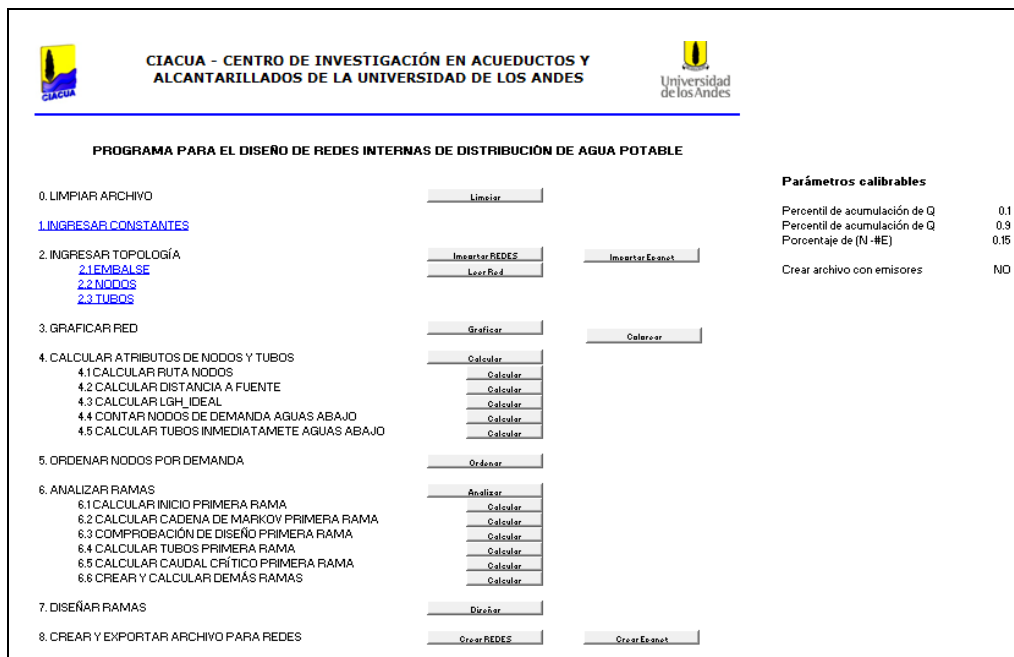 CIACUA - CENTRO DE INVESTIGACIÓN EN ACUEDUCTOS Y
ALCANTARILLADOS DE LA UNIVERSIDAD DE LOS ANDES
CIACUA
Universidad
de los Andes
PROGRAMA PARA EL DISEÑO DE REDES INTERNAS DE DISTRIBUCIÓN DE AGUA POTABLE
Parámetros calibrables
Percentil de acumulación de Q 0.1
Percentil de acumulación de Q 0.9
Porcentaje de (N -#E) 0.15
Crear archivo con emisores NO
0. LIMPIAR ARCHIVO Limpiar
1. INGRESAR CONSTANTES
2. INGRESAR TOPOLOGÍA Importar REDES Importar Epanet
2.1 EMBALSE Leer Red
2.2 NODOS
2.3 TUBOS
3. GRAFICAR RED Graficar Colorear
4. CALCULAR ATRIBUTOS DE NODOS Y TUBOS Calcular
4.1 CALCULAR RUTA NODOS Calcular
4.2 CALCULAR DISTANCIA A FUENTE Calcular
4.3 CALCULAR LGH_IDEAL Calcular
4.4 CONTAR NODOS DE DEMANDA AGUAS ABAJO Calcular
4.5 CALCULAR TUBOS INMEDIATAMETE AGUAS ABAJO Calcular
5. ORDENAR NODOS POR DEMANDA Ordenar
6. ANALIZAR RAMAS Analizar
6.1 CALCULAR INICIO PRIMERA RAMA Calcular
6.2 CALCULAR CADENA DE MARKOV PRIMERA RAMA Calcular
6.3 COMPROBACIÓN DE DISEÑO PRIMERA RAMA Calcular
6.4 CALCULAR TUBOS PRIMERA RAMA Calcular
6.5 CALCULAR CAUDAL CRÍTICO PRIMERA RAMA Calcular
6.6 CREAR Y CALCULAR DEMÁS RAMAS Calcular
7. DISEÑAR RAMAS Diseñar
8. CREAR Y EXPORTAR ARCHIVO PARA REDES Crear REDES Crear Epanet